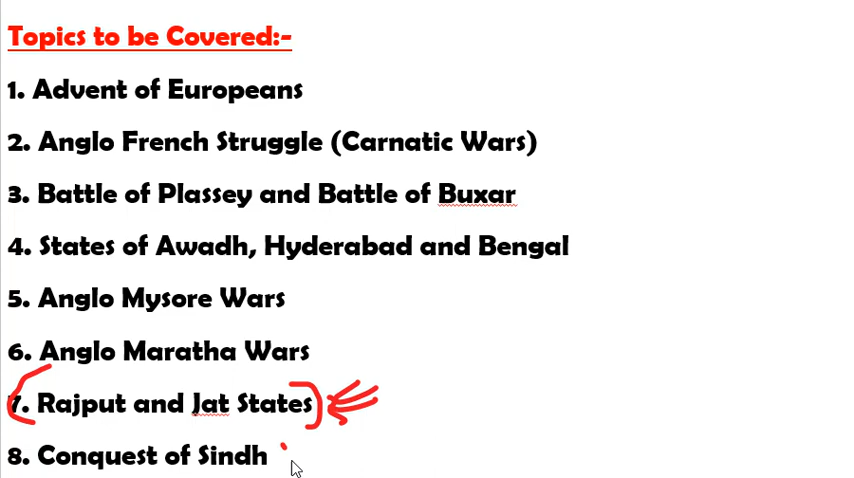 Topics to be Covered:-
1. Advent of Europeans
2. Anglo French Struggle (Carnatic Wars)
3. Battle of Plassey and Battle of Buxar
4. States of Awadh, Hyderabad and Bengal
5. Anglo Mysore Wars
6. Anglo Maratha Wars
7. Rajput and Jat States
8. Conquest of Sindh